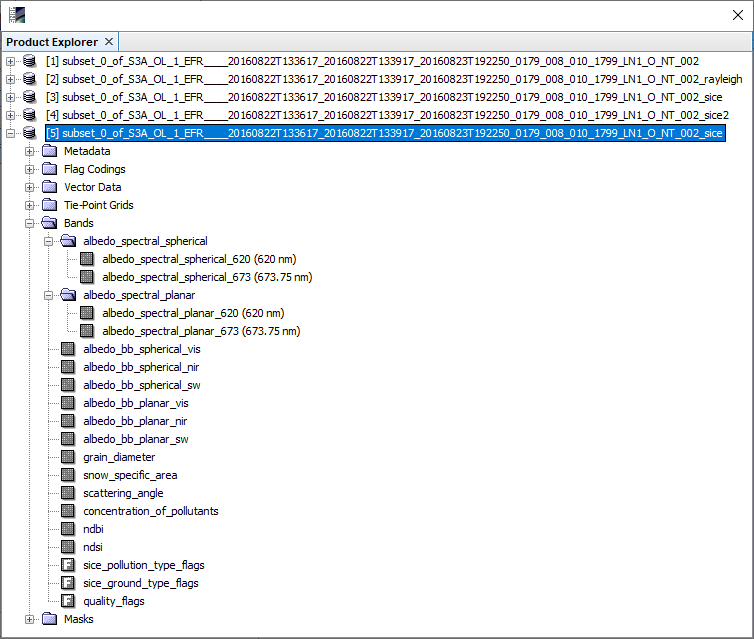 Product Explorer
[1] subset_0_of_S3A_OL_1_EFR____20160822T133617_20160822T133917_20160823T192250_0179_008_010_1799_LN1_O_NT_002
[2] subset_0_of_S3A_OL_1_EFR____20160822T133617_20160822T133917_20160823T192250_0179_008_010_1799_LN1_O_NT_002_rayleigh
[3] subset_0_of_S3A_OL_1_EFR____20160822T133617_20160822T133917_20160823T192250_0179_008_010_1799_LN1_O_NT_002_sice
[4] subset_0_of_S3A_OL_1_EFR____20160822T133617_20160822T133917_20160823T192250_0179_008_010_1799_LN1_O_NT_002_sice2
[5] subset_0_of_S3A_OL_1_EFR____20160822T133617_20160822T133917_20160823T192250_0179_008_010_1799_LN1_O_NT_002_sice
Metadata
Flag Codings
Vector Data
Tie-Point Grids
Bands
albedo_spectral_spherical
albedo_spectral_spherical_620 (620 nm)
albedo_spectral_spherical_673 (673.75 nm)
albedo_spectral_planar
albedo_spectral_planar_620 (620 nm)
albedo_spectral_planar_673 (673.75 nm)
albedo_bb_spherical_vis
albedo_bb_spherical_nir
albedo_bb_spherical_sw
albedo_bb_planar_vis
albedo_bb_planar_nir
albedo_bb_planar_sw
grain_diameter
snow_specific_area
scattering_angle
concentration_of_pollutants
ndbi
ndsi
sice_pollution_type_flags
sice_ground_type_flags
quality_flags
Masks